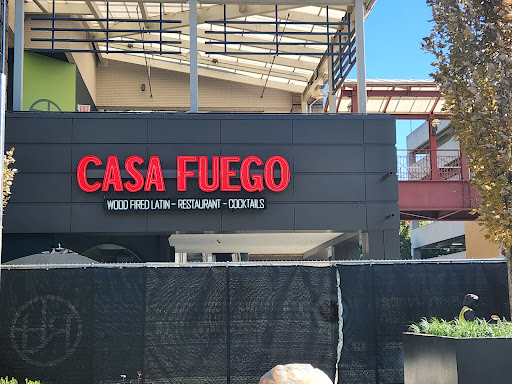 CASA FUEGO
WOOD FIRED LATIN - RESTAURANT - COCKTAILS